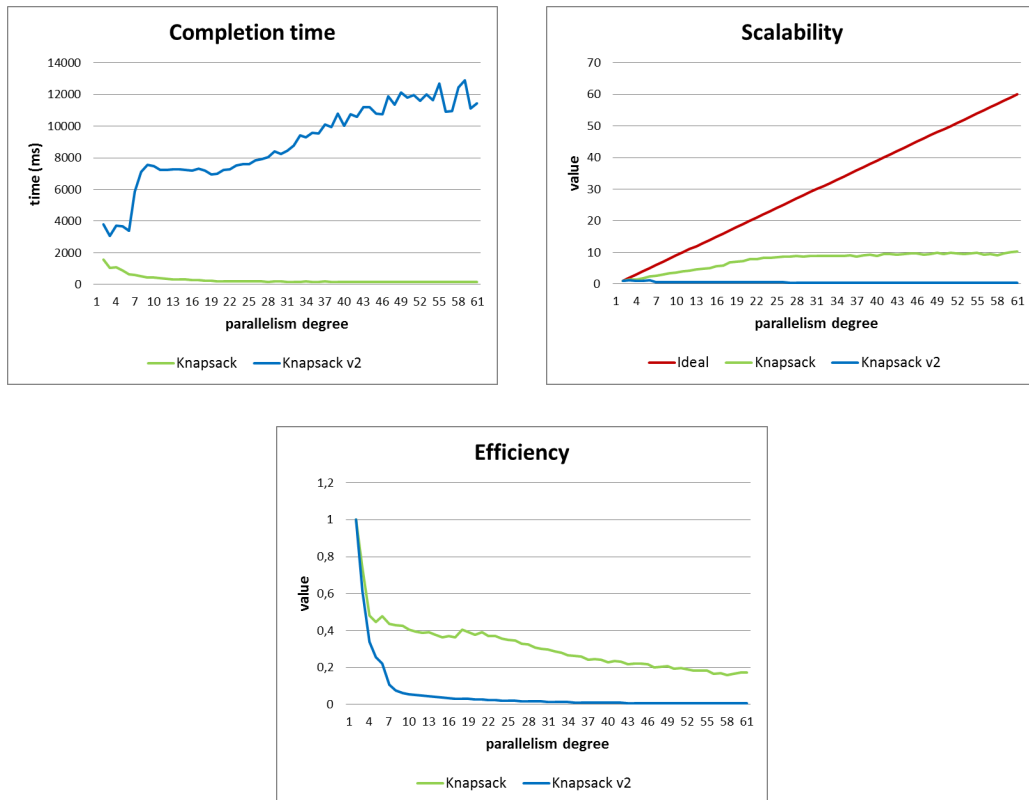 Completion time
14000
12000
10000
8000
6000
4000
2000
0
time (ms)
1 4 7 10 13 16 19 22 25 28 31 34 37 40 43 46 49 52 55 58 61
parallelism degree
Knapsack Knapsack v2
Scalability
70
60
50
40
30
20
10
0
value
1 4 7 10 13 16 19 22 25 28 31 34 37 40 43 46 49 52 55 58 61
parallelism degree
Ideal Knapsack Knapsack v2
Efficiency
1,2
1
0,8
0,6
0,4
0,2
0
value
1 4 7 10 13 16 19 22 25 28 31 34 37 40 43 46 49 52 55 58 61
parallelism degree
Knapsack Knapsack v2